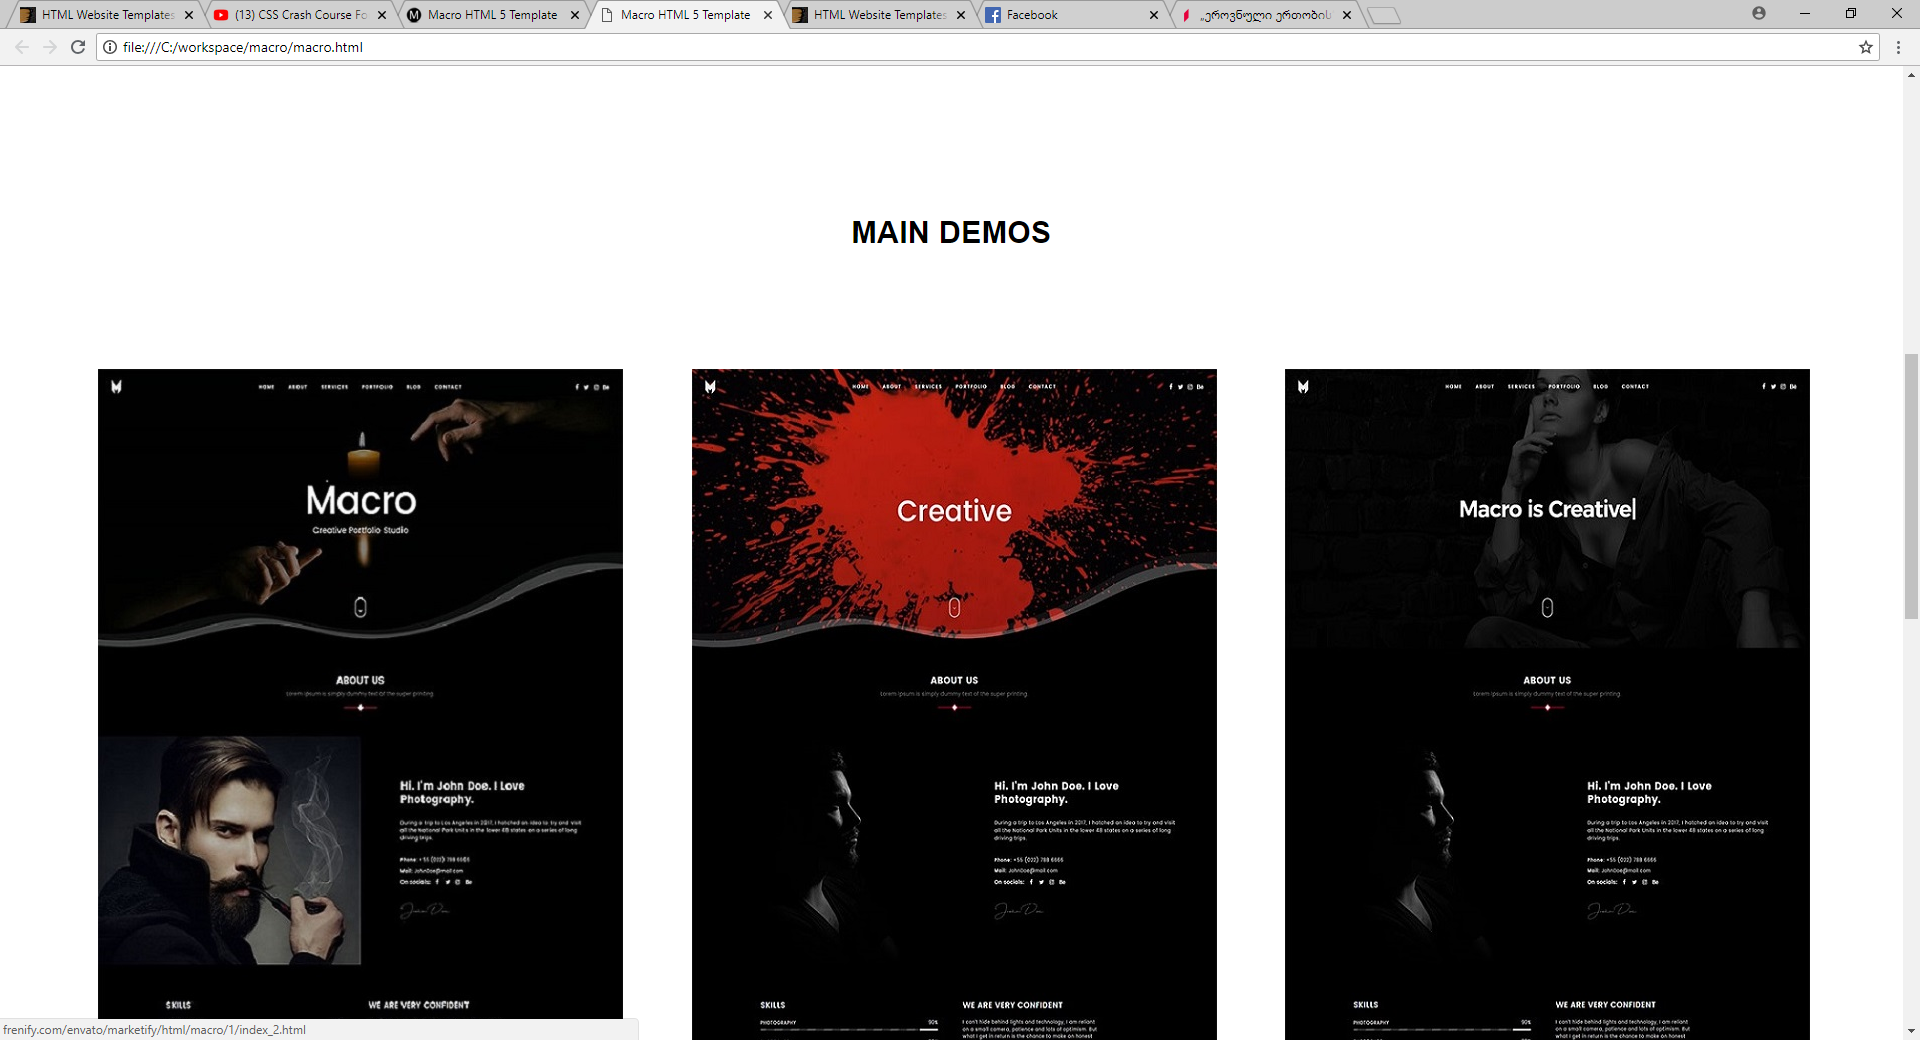 HTML Website Templates
(13) CSS Crash Course Fo
Macro HTML 5 Template
Macro HTML 5 Template
HTML Website Templates
Facebook
„ეროვნული ერთობის
file:///C:/workspace/macro/macro.html
MAIN DEMOS
HOME ABOUT SERVICES PORTFOLIO BLOG CONTACT
Macro
Creative Portfolio Studio
ABOUT US
Lorem Ipsum is simply dummy text of the super printing
Hi. I'm John Doe. I Love
Photography.
During a trip to Los Angeles in 2017, I hatched an idea to try and visit
all the National Park Units in the lower 48 states on a series of long
driving trips.
Phone: +55 (022) 788 6666
Mail: JohnDoe@mail.com
On socials:
John Doe
SKILLS
WE ARE VERY CONFIDENT
HOME ABOUT SERVICES PORTFOLIO BLOG CONTACT
Creative
ABOUT US
Lorem Ipsum is simply dummy text of the super printing
Hi. I'm John Doe. I Love
Photography.
During a trip to Los Angeles in 2017, I hatched an idea to try and visit
all the National Park Units in the lower 48 states on a series of long
driving trips.
Phone: +55 (022) 788 6666
Mail: JohnDoe@mail.com
On socials:
John Doe
SKILLS
PHOTOGRAPHY 90%
WE ARE VERY CONFIDENT
I can't hide behind lights and technology, I am reliant
on a small camera, patience and lots of optimism. But
what I get in return is the chance to make an honest
HOME ABOUT SERVICES PORTFOLIO BLOG CONTACT
Macro is Creative|
ABOUT US
Lorem Ipsum is simply dummy text of the super printing
Hi. I'm John Doe. I Love
Photography.
During a trip to Los Angeles in 2017, I hatched an idea to try and visit
all the National Park Units in the lower 48 states on a series of long
driving trips.
Phone: +55 (022) 788 6666
Mail: JohnDoe@mail.com
On socials:
John Doe
SKILLS
PHOTOGRAPHY 90%
WE ARE VERY CONFIDENT
I can't hide behind lights and technology, I am reliant
on a small camera, patience and lots of optimism. But
what I get in return is the chance to make an honest
frenify.com/envato/marketify/html/macro/1/index_2.html